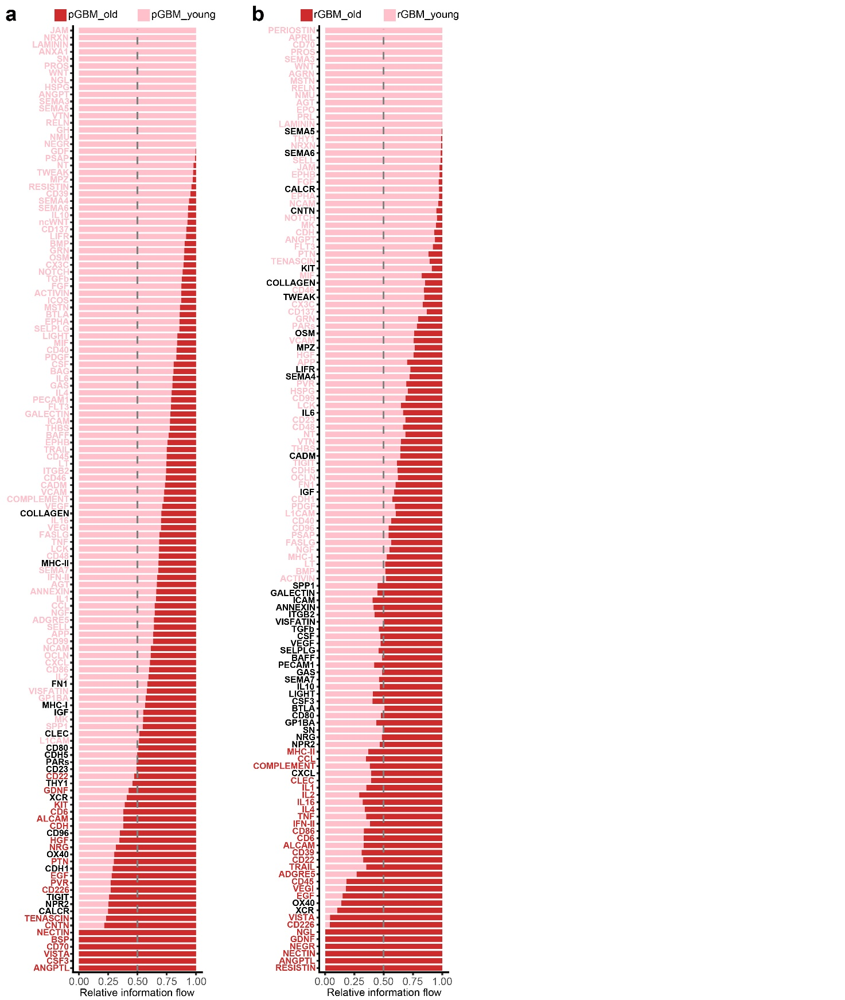 a
pGBM_old
pGBM_young
JAM
NRXN
LAMININ
ANXA1
SN
PROS
WNT
NGL
HSPG
ANGPT
SEMA3
SEMA5
VTN
RELN
GH
NMU
NEGR
GDF
PSAP
NT
TWEAK
MPZ
RESISTIN
CD39
SEMA4
SEMA6
IL10
ncWNT
CD137
LIFR
BMP
GRN
OSM
CX3C
NOTCH
TGFb
FGF
ACTIVIN
ICOS
MSTN
BTLA
EPHA
SELPLG
LIGHT
MIF
CD40
PDGF
CSF
BAG
IL6
GAS
IL4
PECAM1
FLT3
GALECTIN
ICAM
THBS
BAFF
EPHB
TRAIL
CD45
LT
ITGB2
CD46
CADM
VCAM
COMPLEMENT
VEGF
COLLAGEN
IL16
VEGI
FASLG
TNF
LCK
CD48
MHC-II
SEMA7
IFN-II
AGT
ANNEXIN
IL1
CCL
NGF
ADGRE5
SELL
APP
CD99
NCAM
OCLN
CXCL
CD86
IL2
FN1
VISFATIN
GP1BA
MHC-I
IGF
MK
SPP1
CLEC
L1CAM
CD80
CDH5
PARs
CD23
CD22
THY1
GDNF
XCR
KIT
CD6
ALCAM
CDH
CD96
HGF
NRG
OX40
PTN
CDH1
EGF
PVR
CD226
TIGIT
NPR2
CALCR
TENASCIN
CNTN
NECTIN
BSP
CD70
VISTA
CSF3
ANGPTL
0.00 0.25 0.50 0.75 1.00
Relative information flow
b
rGBM_old
rGBM_young
PERIOSTIN
APRIL
CD70
PROS
SEMA3
WNT
AGRN
MSTN
RELN
NMU
AGT
EPO
PRL
LAMININ
SEMA5
THY1
NRXN
SEMA6
SELL
JAM
EPHB
FGF
CALCR
EPHA
NCAM
CNTN
NOTCH
MK
CDH
ANGPT
FLT3
PTN
TENASCIN
KIT
MIF
COLLAGEN
CD46
TWEAK
CX3C
CD137
GRN
PARs
OSM
VCAM
MPZ
HGF
APP
LIFR
SEMA4
PVR
HSPG
CD99
LCK
IL6
CD23
CD48
NT
VTN
THBS
CADM
TIGIT
CDH5
OCLN
FN1
IGF
CDH1
PDGF
L1CAM
CD40
CD96
PSAP
FASLG
NGF
MHC-I
LT
BMP
ACTIVIN
SPP1
GALECTIN
ICAM
ANNEXIN
ITGB2
VISFATIN
TGFb
CSF
VEGF
SELPLG
BAFF
PECAM1
GAS
SEMA7
IL10
LIGHT
CSF3
BTLA
CD80
GP1BA
SN
NRG
NPR2
MHC-II
CCL
COMPLEMENT
CXCL
CLEC
IL1
IL2
IL16
IL4
TNF
IFN-II
CD86
CD6
ALCAM
CD39
CD22
TRAIL
ADGRE5
CD45
VEGI
EGF
OX40
XCR
VISTA
CD226
NGL
GDNF
NEGR
NECTIN
ANGPTL
RESISTIN
0.00 0.25 0.50 0.75 1.00
Relative information flow